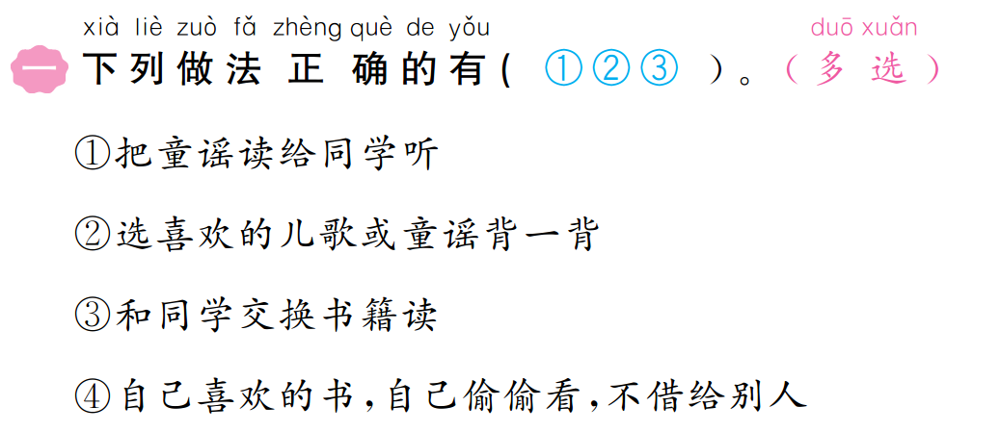 xià liè zuò fǎ zhèng què de yǒu duō xuǎn
一 下列做法正确的有(①②③)。(多选)
①把童谣读给同学听
②选喜欢的儿歌或童谣背一背
③和同学交换书籍读
④自己喜欢的书,自己偷偷看,不借给别人